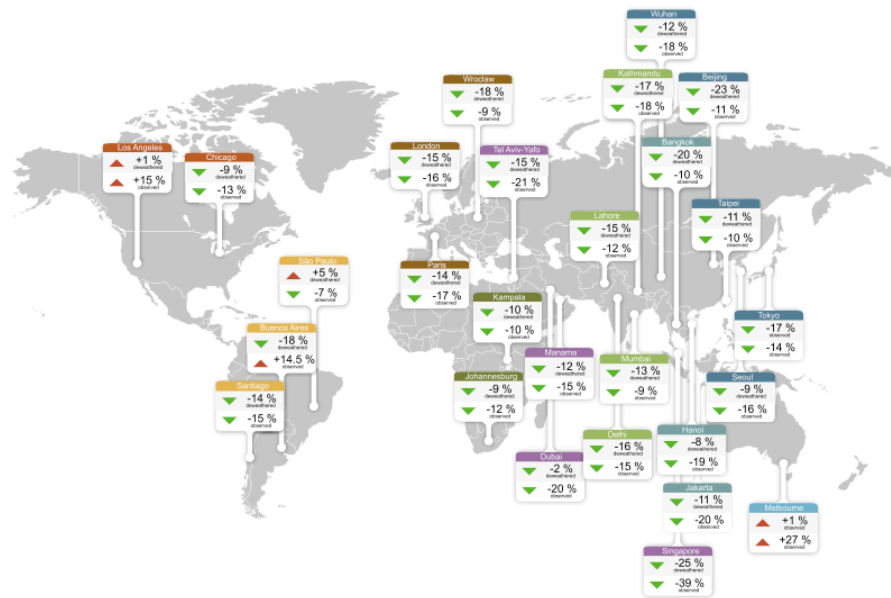 Wuhan
-12 %
deweathered
-18 %
observed
Wroclaw
-18 %
deweathered
-9 %
observed
Kathmandu
-17 %
deweathered
-18 %
observed
Beijing
-23 %
deweathered
-11 %
observed
Los Angeles
+1 %
deweathered
+15 %
observed
Chicago
-9 %
deweathered
-13 %
observed
London
-15 %
deweathered
-16 %
observed
Tel Aviv-Yafo
-15 %
deweathered
-21 %
observed
Bangkok
-20 %
deweathered
-10 %
observed
Taipei
-11 %
deweathered
-10 %
observed
Lahore
-15 %
deweathered
-12 %
observed
São Paulo
+5 %
deweathered
-7 %
observed
Paris
-14 %
deweathered
-17 %
observed
Kampala
-10 %
deweathered
-10 %
observed
Buenos Aires
-18 %
deweathered
+14.5 %
observed
Tokyo
-17 %
deweathered
-14 %
observed
Manama
-12 %
deweathered
-15 %
observed
Mumbai
-13 %
deweathered
-9 %
observed
Santiago
-14 %
deweathered
-15 %
observed
Johannesburg
-9 %
deweathered
-12 %
observed
Seoul
-9 %
deweathered
-16 %
observed
Dubai
-2 %
deweathered
-20 %
observed
Delhi
-16 %
deweathered
-15 %
observed
Hanoi
-8 %
deweathered
-19 %
observed
Jakarta
-11 %
deweathered
-20 %
observed
Melbourne
+1 %
observed
+27 %
observed
Singapore
-25 %
deweathered
-39 %
observed